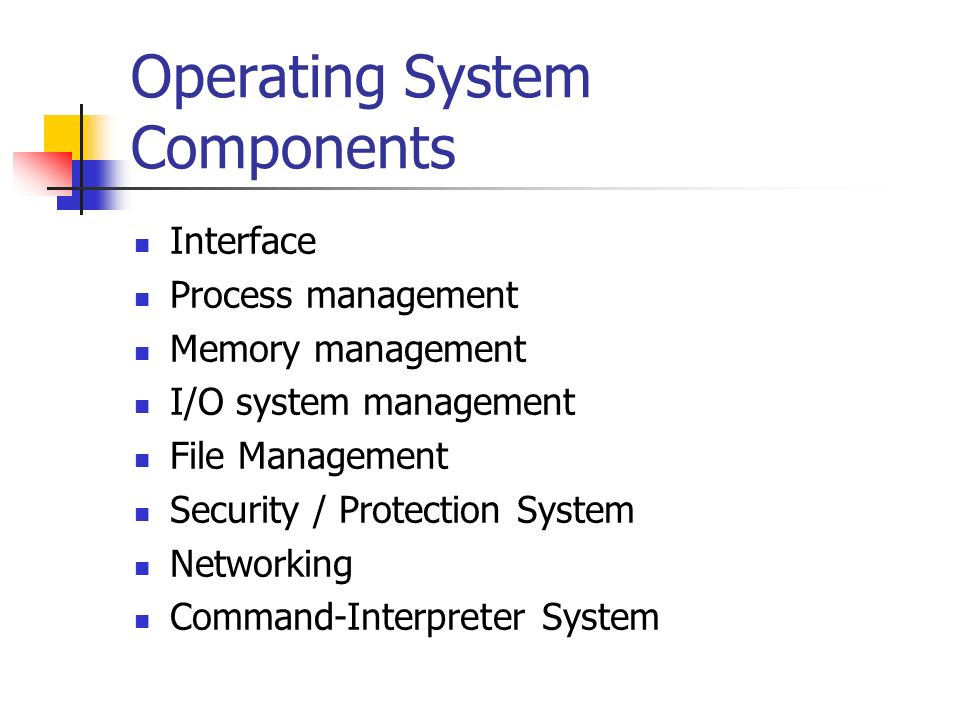 Operating System
Components
Interface
Process management
Memory management
I/O system management
File Management
Security / Protection System
Networking
Command-Interpreter System